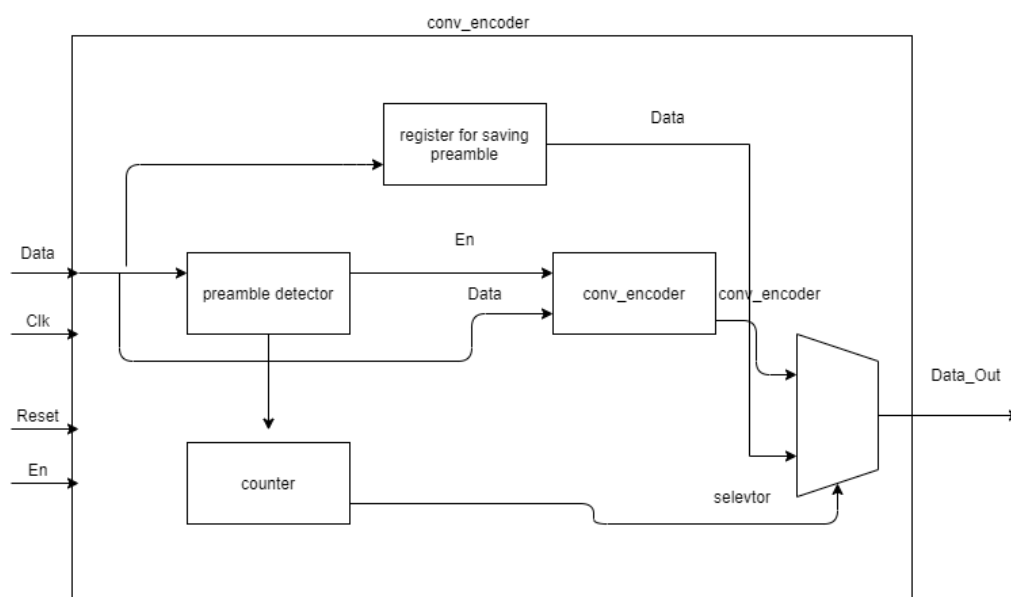 conv_encoder
register for saving
preamble
Data
Data
En
preamble detector
Data
conv_encoder
conv_encoder
Clk
Data_Out
Reset
En
counter
selevtor